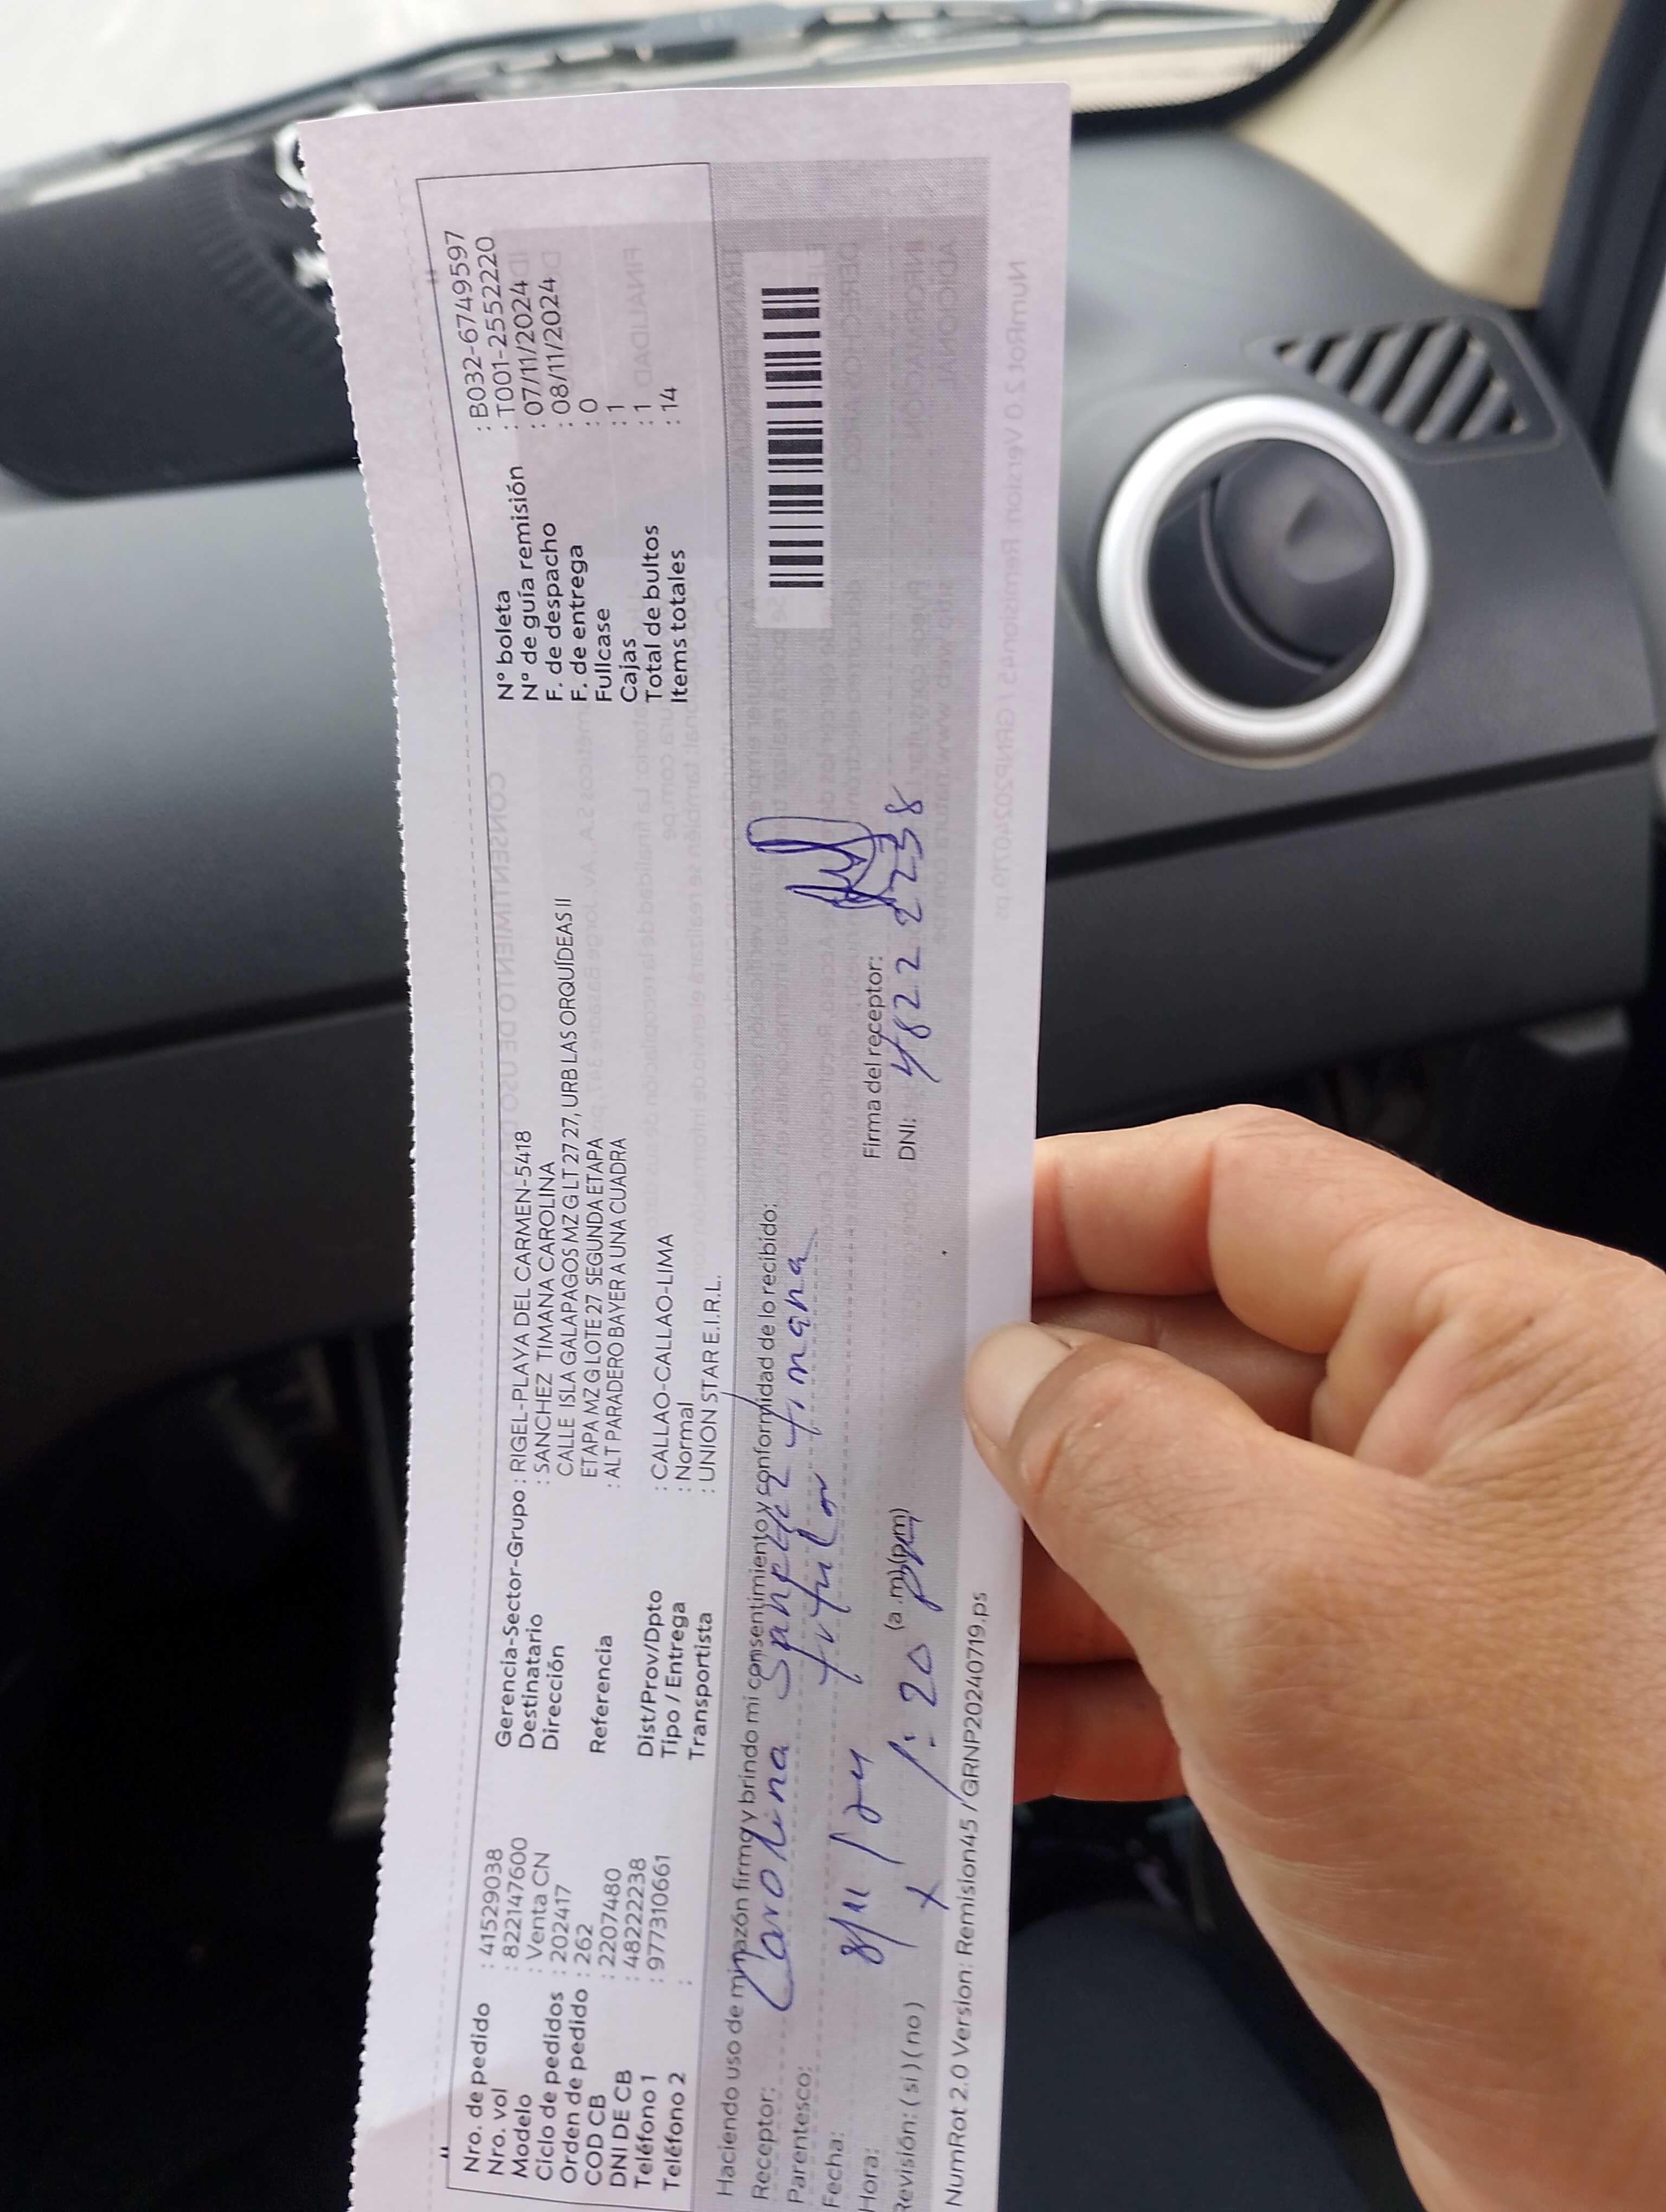 Nro. de pedido : 41529038
Nro. vol : 8221147600
Modelo : Venta CN
Ciclo de pedidos : 202417
Orden de pedido : 262
COD CB : 2207480
DNI DE CB : 48222238
Teléfono 1 : 977310661
Teléfono 2 :
Gerencia-Sector-Grupo : RIGEL-PLAYA DEL CARMEN-5418
Destinatario : SANCHEZ TIMANA CAROLINA
Dirección CALLE ISLA GALAPAGOS MZ G LT 27 27, URB LAS ORQUÍDEAS II
ETAPA MZ G LOTE 27 SEGUNDA ETAPA
Referencia : ALT PARADERO BAYER A UNA CUADRA
Dist/Prov/Dpto : CALLAO-CALLAO-LIMA
Tipo / Entrega : Normal
Transportista : UNION STAR E.I.R.L.
N° boleta : B032-6749597
N° de guía remisión : T001-2552220
F. de despacho : 07/11/2024
F. de entrega : 08/11/2024
Fullcase : 0
Cajas : 1
Total de bultos : 1
Items totales : 14
Haciendo uso de mi razón firmo y brindo mi consentimiento y conformidad de lo recibido:
Receptor: Carolina Sanchez timana
Parentesco: titular
Fecha: 8/11/24
Hora: 1:20 (a .m) (pm) pm
Revisión: ( si ) ( no ) x
Firma del receptor:
DNI: 48222238
NumRot 2.0 Version: Remision45 / GRNP20240719.ps